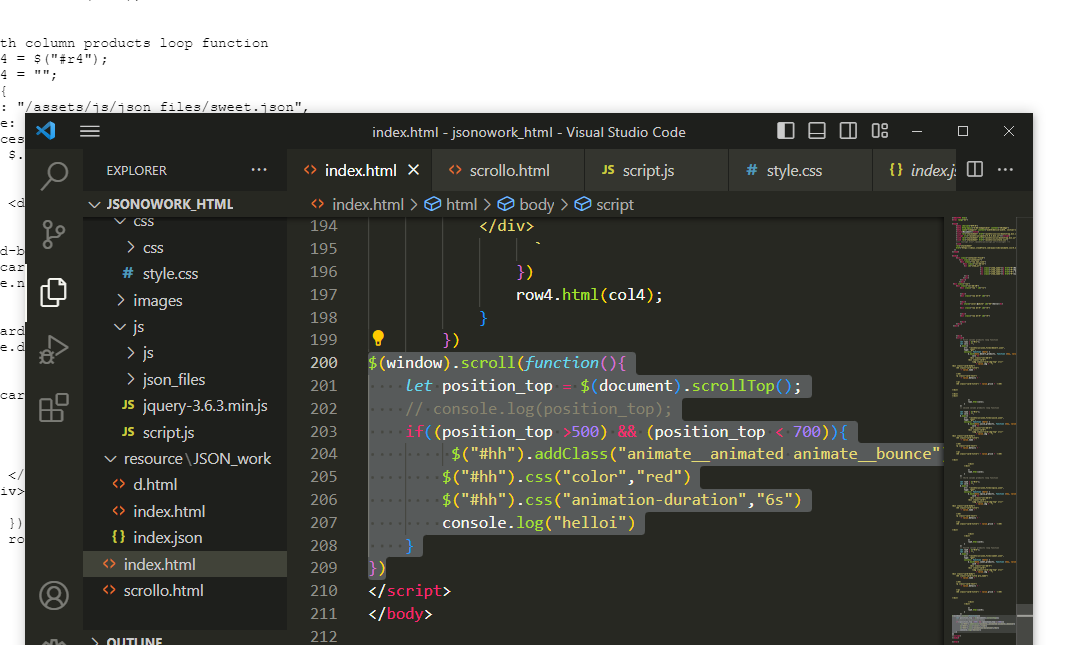 th column products loop function
4 = $("#r4");
4 = "";
{
: "/assets/js/json_files/sweet.json",
e:
ces
$.
<d
d-b
car
e.n
ard
e.d
car
</
iv>
})
ro
index.html - jsonowork_html - Visual Studio Code
EXPLORER
index.html
scrollo.html
JS script.js
# style.css
{} index.js
JSONOWORK_HTML
css
css
# style.css
images
js
js
json_files
JS jquery-3.6.3.min.js
JS script.js
resource\JSON_work
d.html
index.html
{} index.json
index.html
scrollo.html
OUTLINE
index.html > html > body > script
194 </div>
195 `
196 })
197 row4.html(col4);
198 }
199 })
200 $(window).scroll(function(){
201 let position_top = $(document).scrollTop();
202 // console.log(position_top);
203 if((position_top >500) && (position_top < 700)){
204 $("#hh").addClass("animate__animated animate__bounce"
205 $("#hh").css("color","red")
206 $("#hh").css("animation-duration","6s")
207 console.log("helloi")
208 }
209 })
210 </script>
211 </body>
212